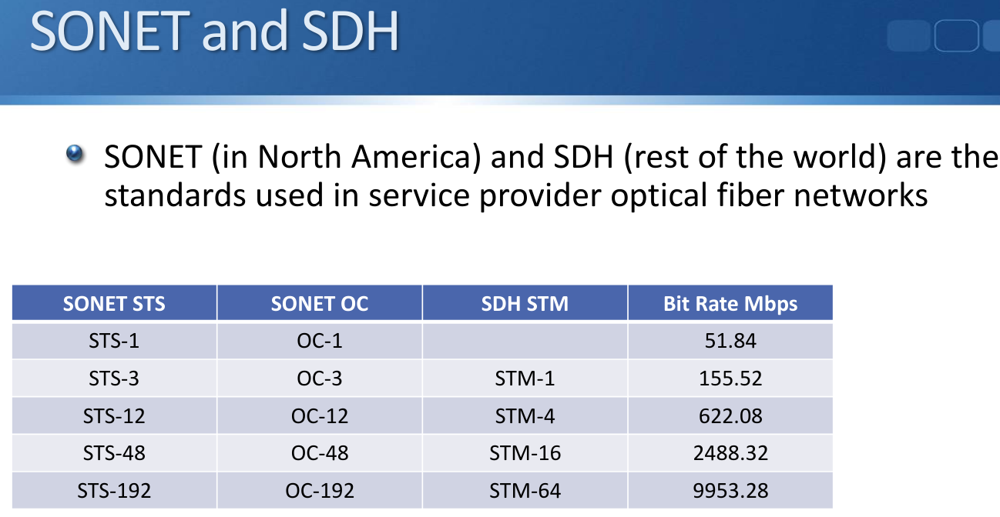 SONET and SDH
SONET (in North America) and SDH (rest of the world) are the
standards used in service provider optical fiber networks
SONET STS SONET OC SDH STM Bit Rate Mbps
STS-1 OC-1 51.84
STS-3 OC-3 STM-1 155.52
STS-12 OC-12 STM-4 622.08
STS-48 OC-48 STM-16 2488.32
STS-192 OC-192 STM-64 9953.28